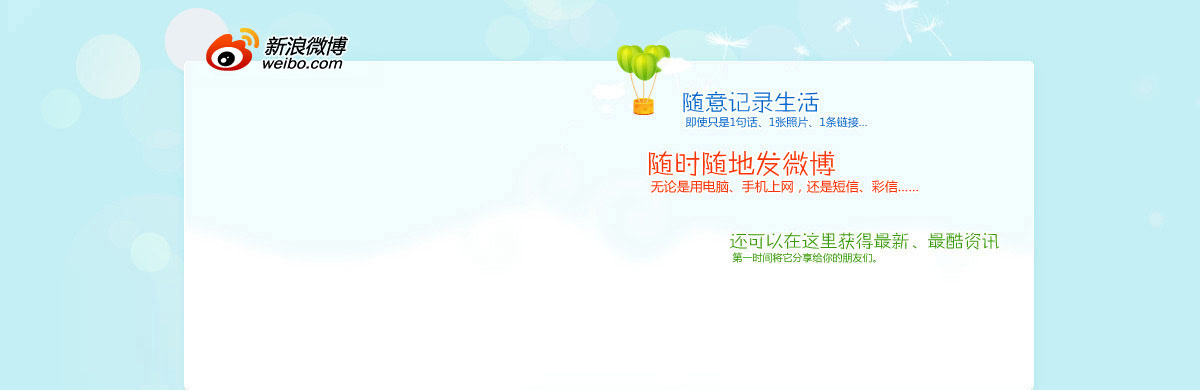 新浪微博
weibo.com
随意记录生活
即使只是1句话、1张照片、1条链接...
随时随地发微博
无论是用电脑、手机上网，还是短信、彩信......
还可以在这里获得最新、最酷资讯
第一时间将它分享给你的朋友们。